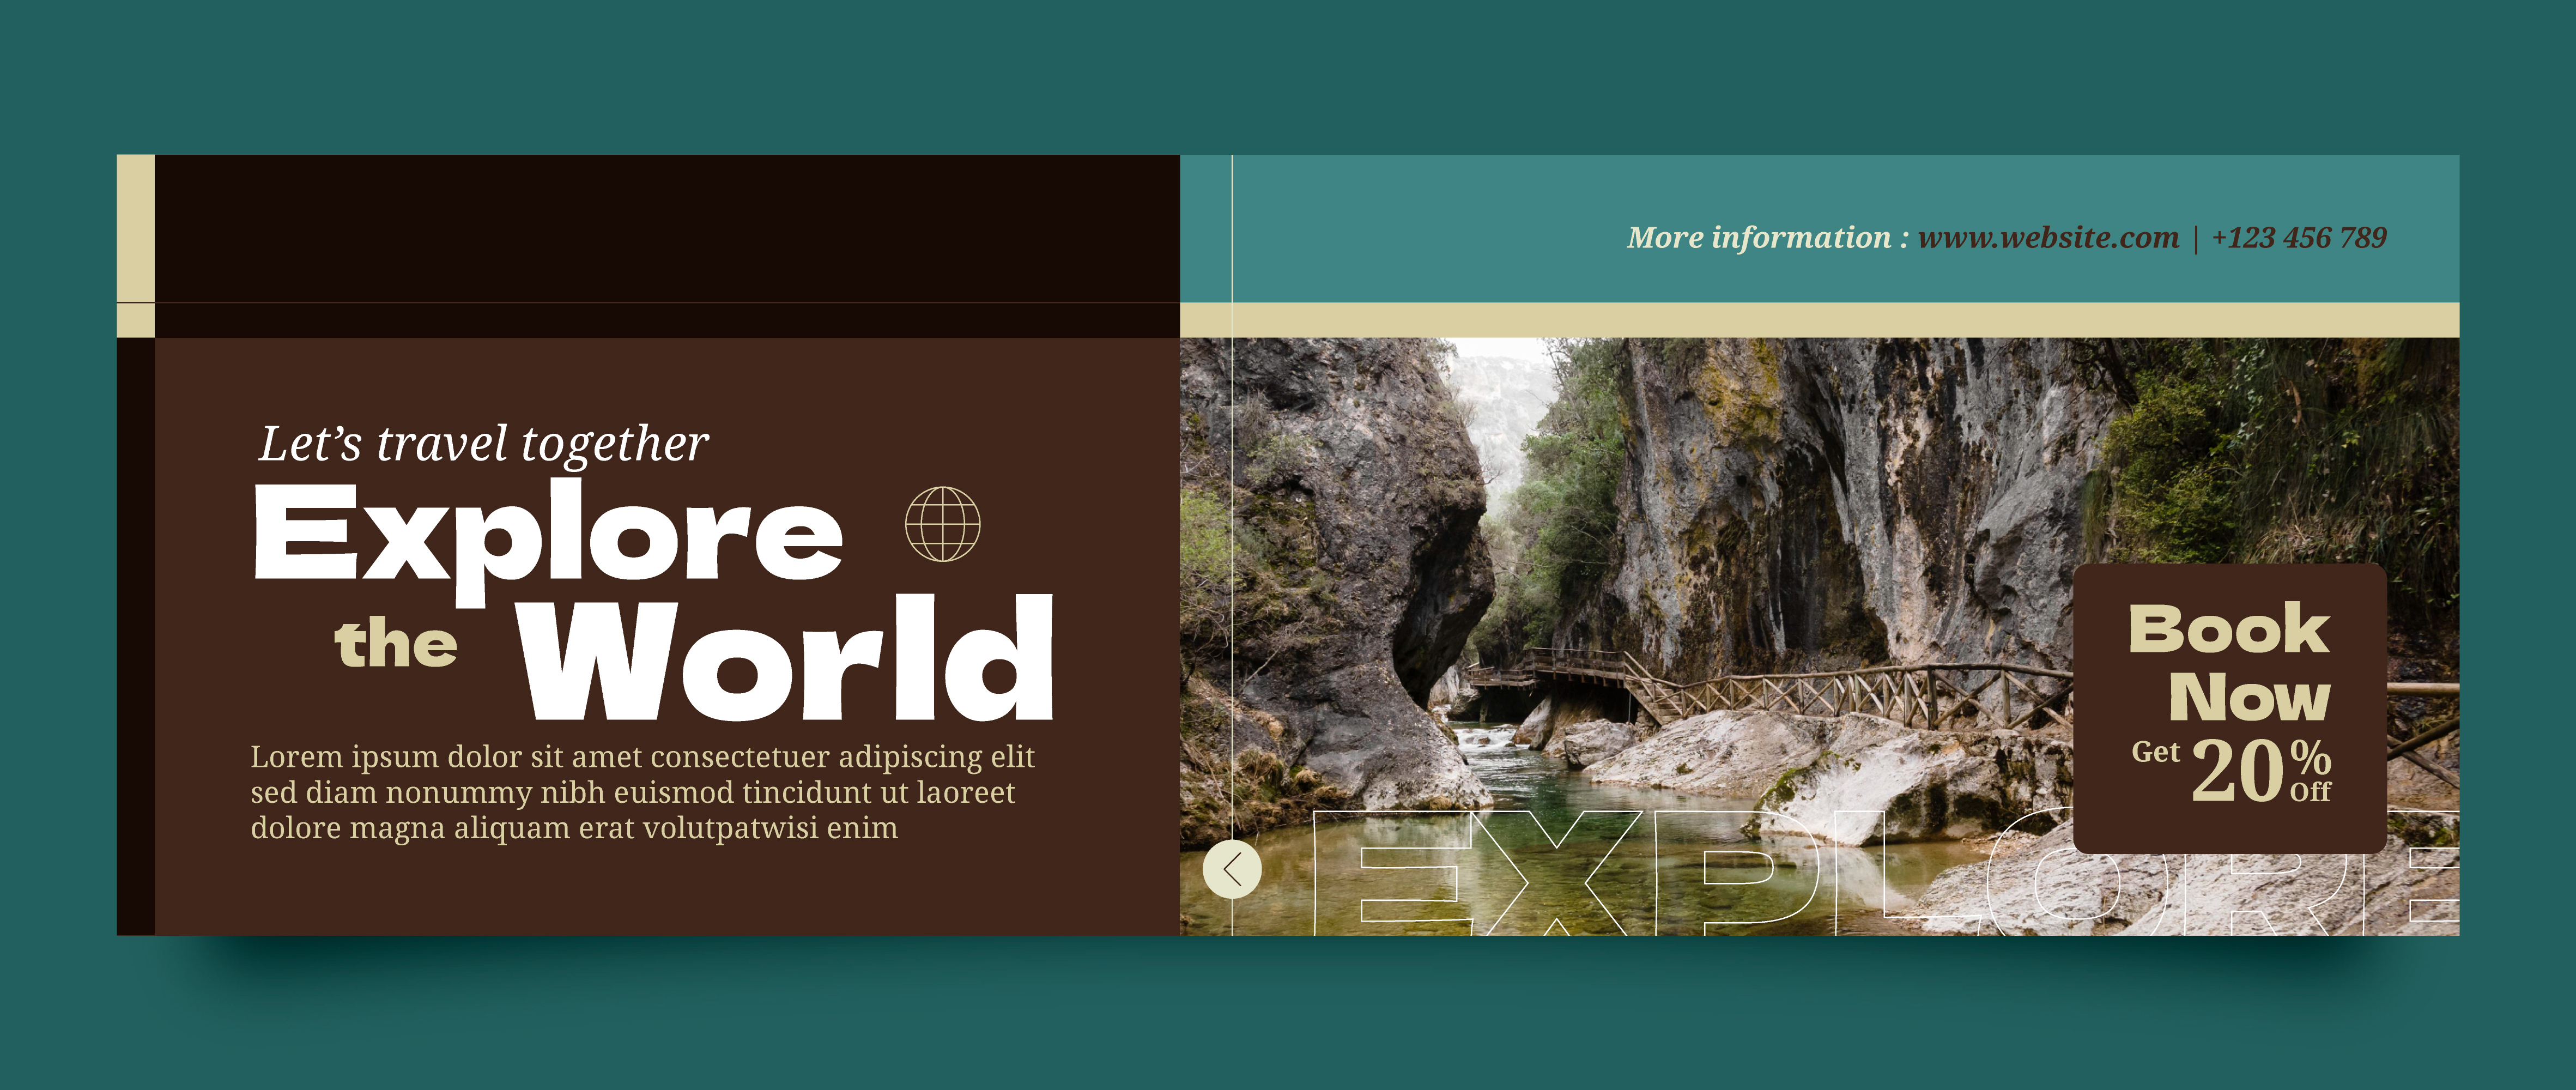 More information : www.website.com | +123 456 789
Let’s travel together
Explore
the World
Lorem ipsum dolor sit amet consectetuer adipiscing elit
sed diam nonummy nibh euismod tincidunt ut laoreet
dolore magna aliquam erat volutpatwisi enim
Book
Now
Get 20% Off
EXPLORE